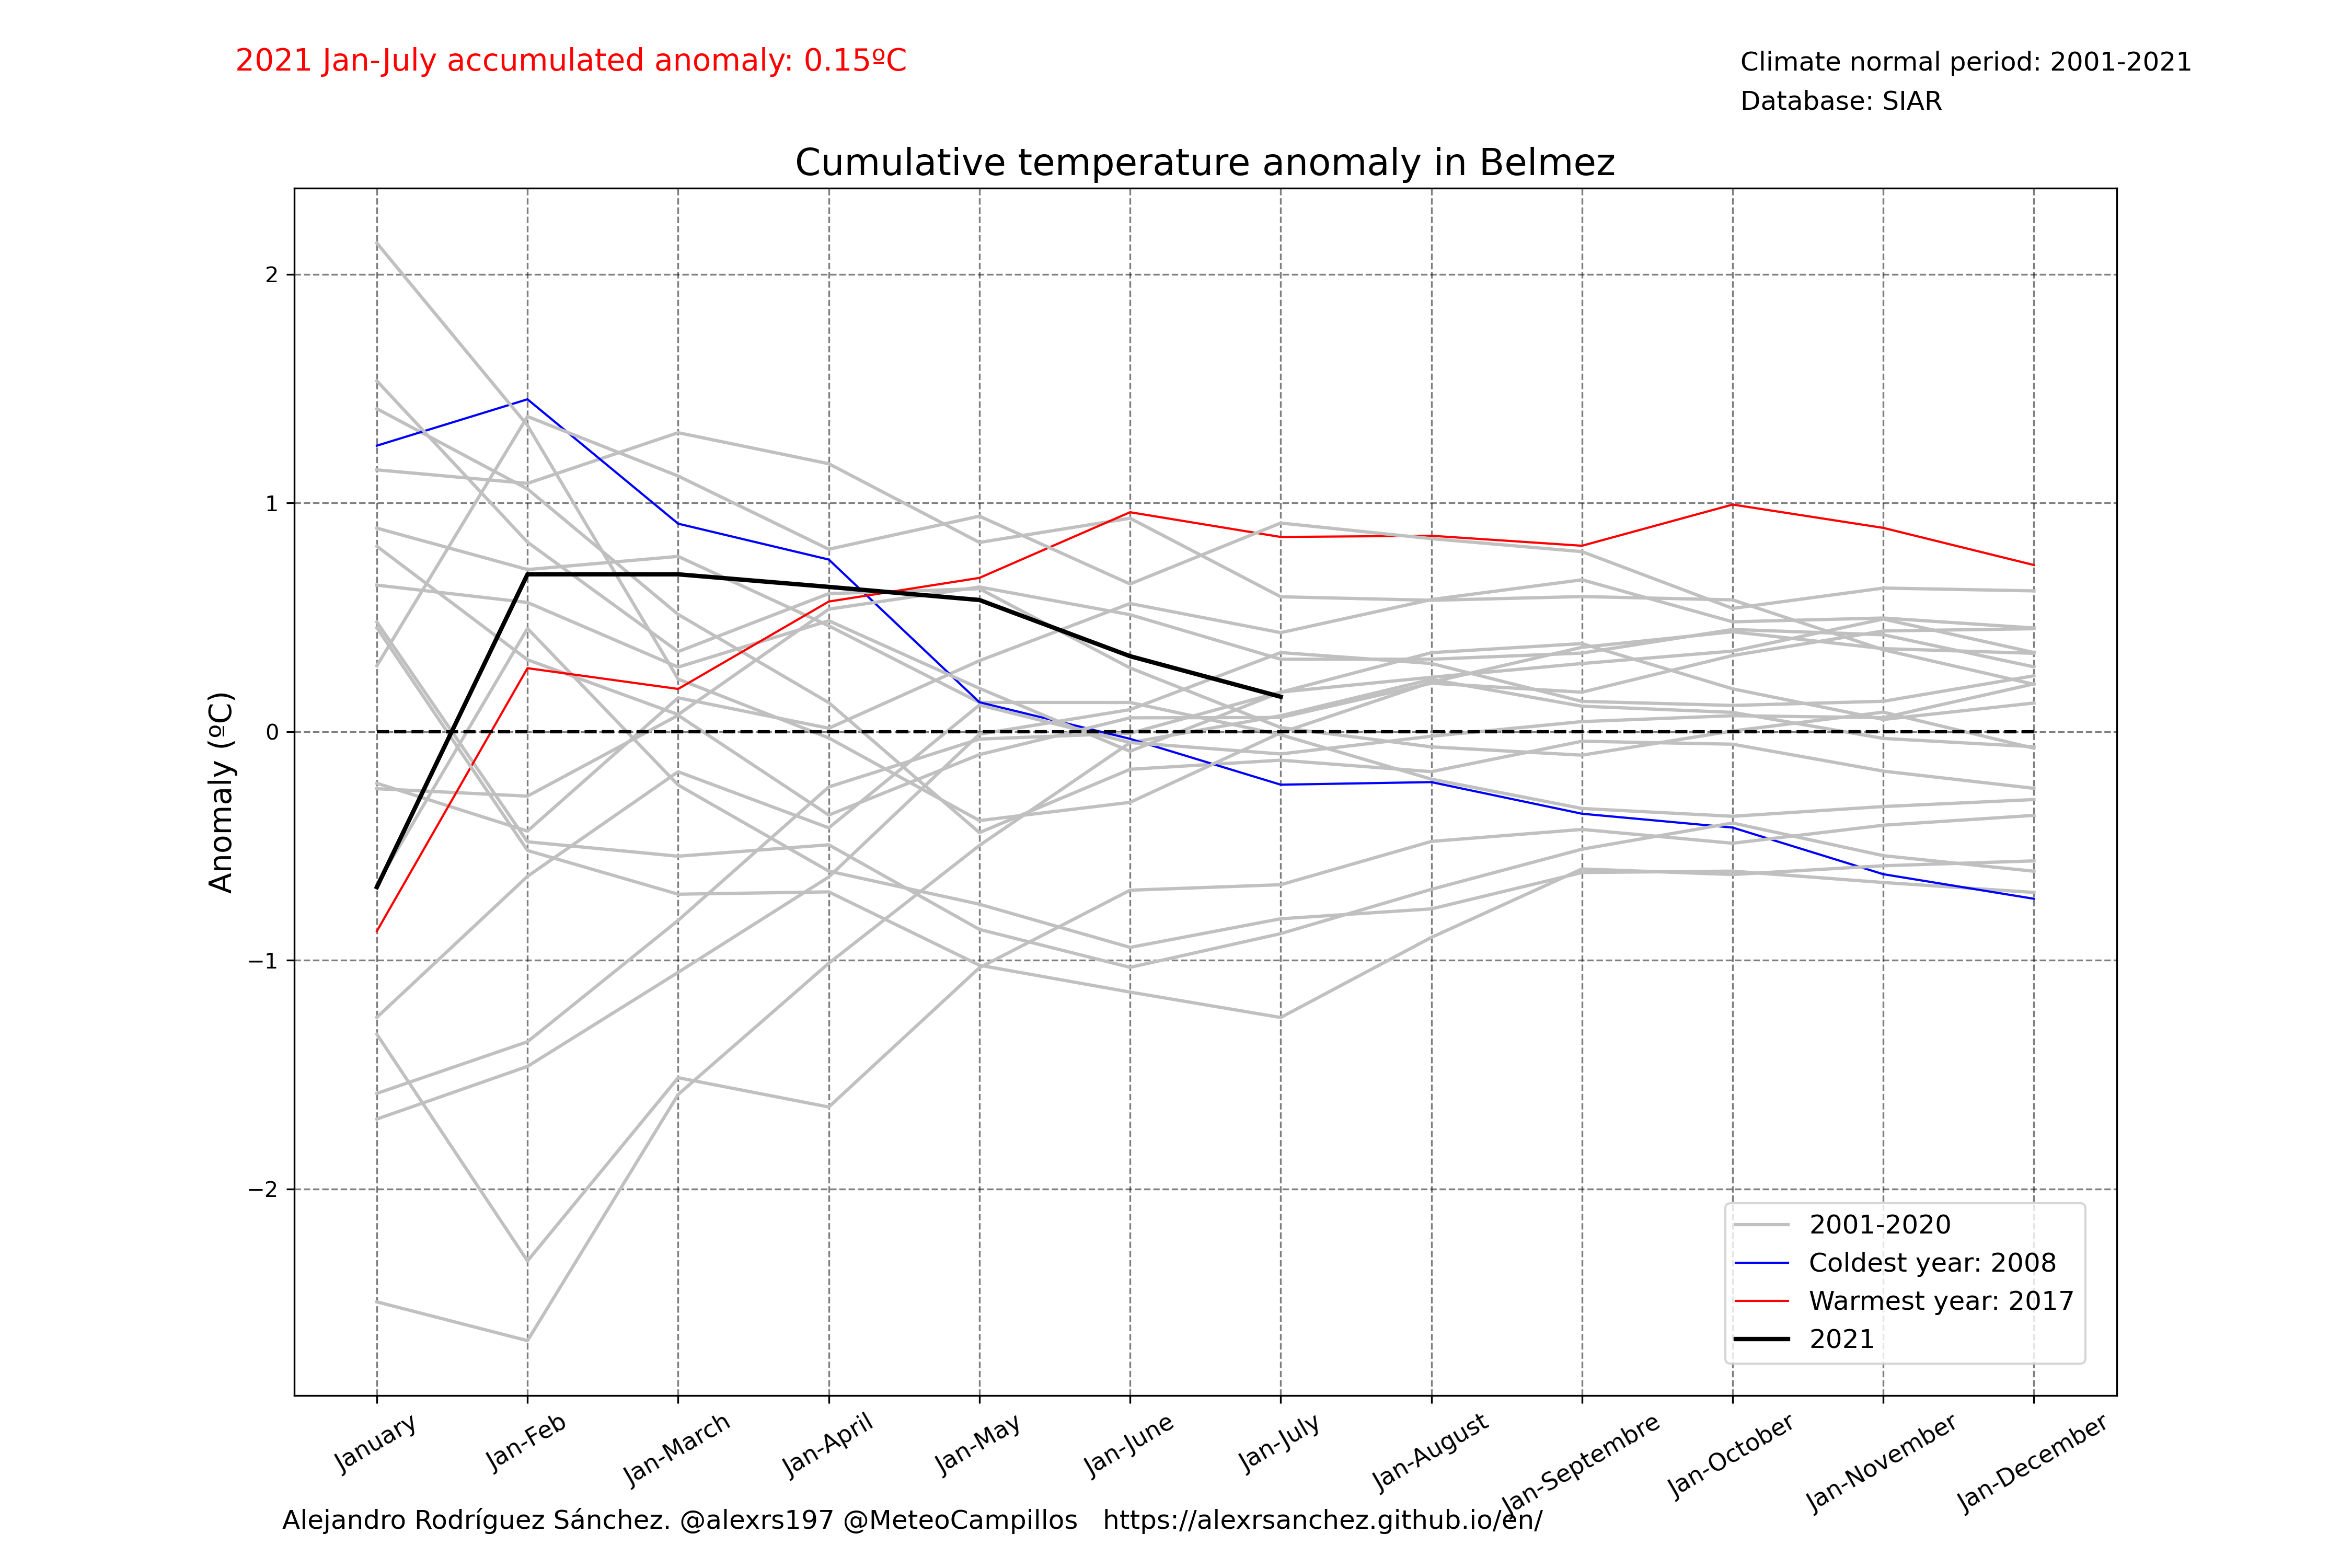 2021 Jan-July accumulated anomaly: 0.15ºC
Climate normal period: 2001-2021
Database: SIAR
Cumulative temperature anomaly in Belmez
Anomaly (ºC)
2
1
0
−1
−2
2001-2020
Coldest year: 2008
Warmest year: 2017
2021
January
Jan-Feb
Jan-March
Jan-April
Jan-May
Jan-June
Jan-July
Jan-August
Jan-Septembre
Jan-October
Jan-November
Jan-December
Alejandro Rodríguez Sánchez. @alexrs197 @MeteoCampillos   https://alexrsanchez.github.io/en/